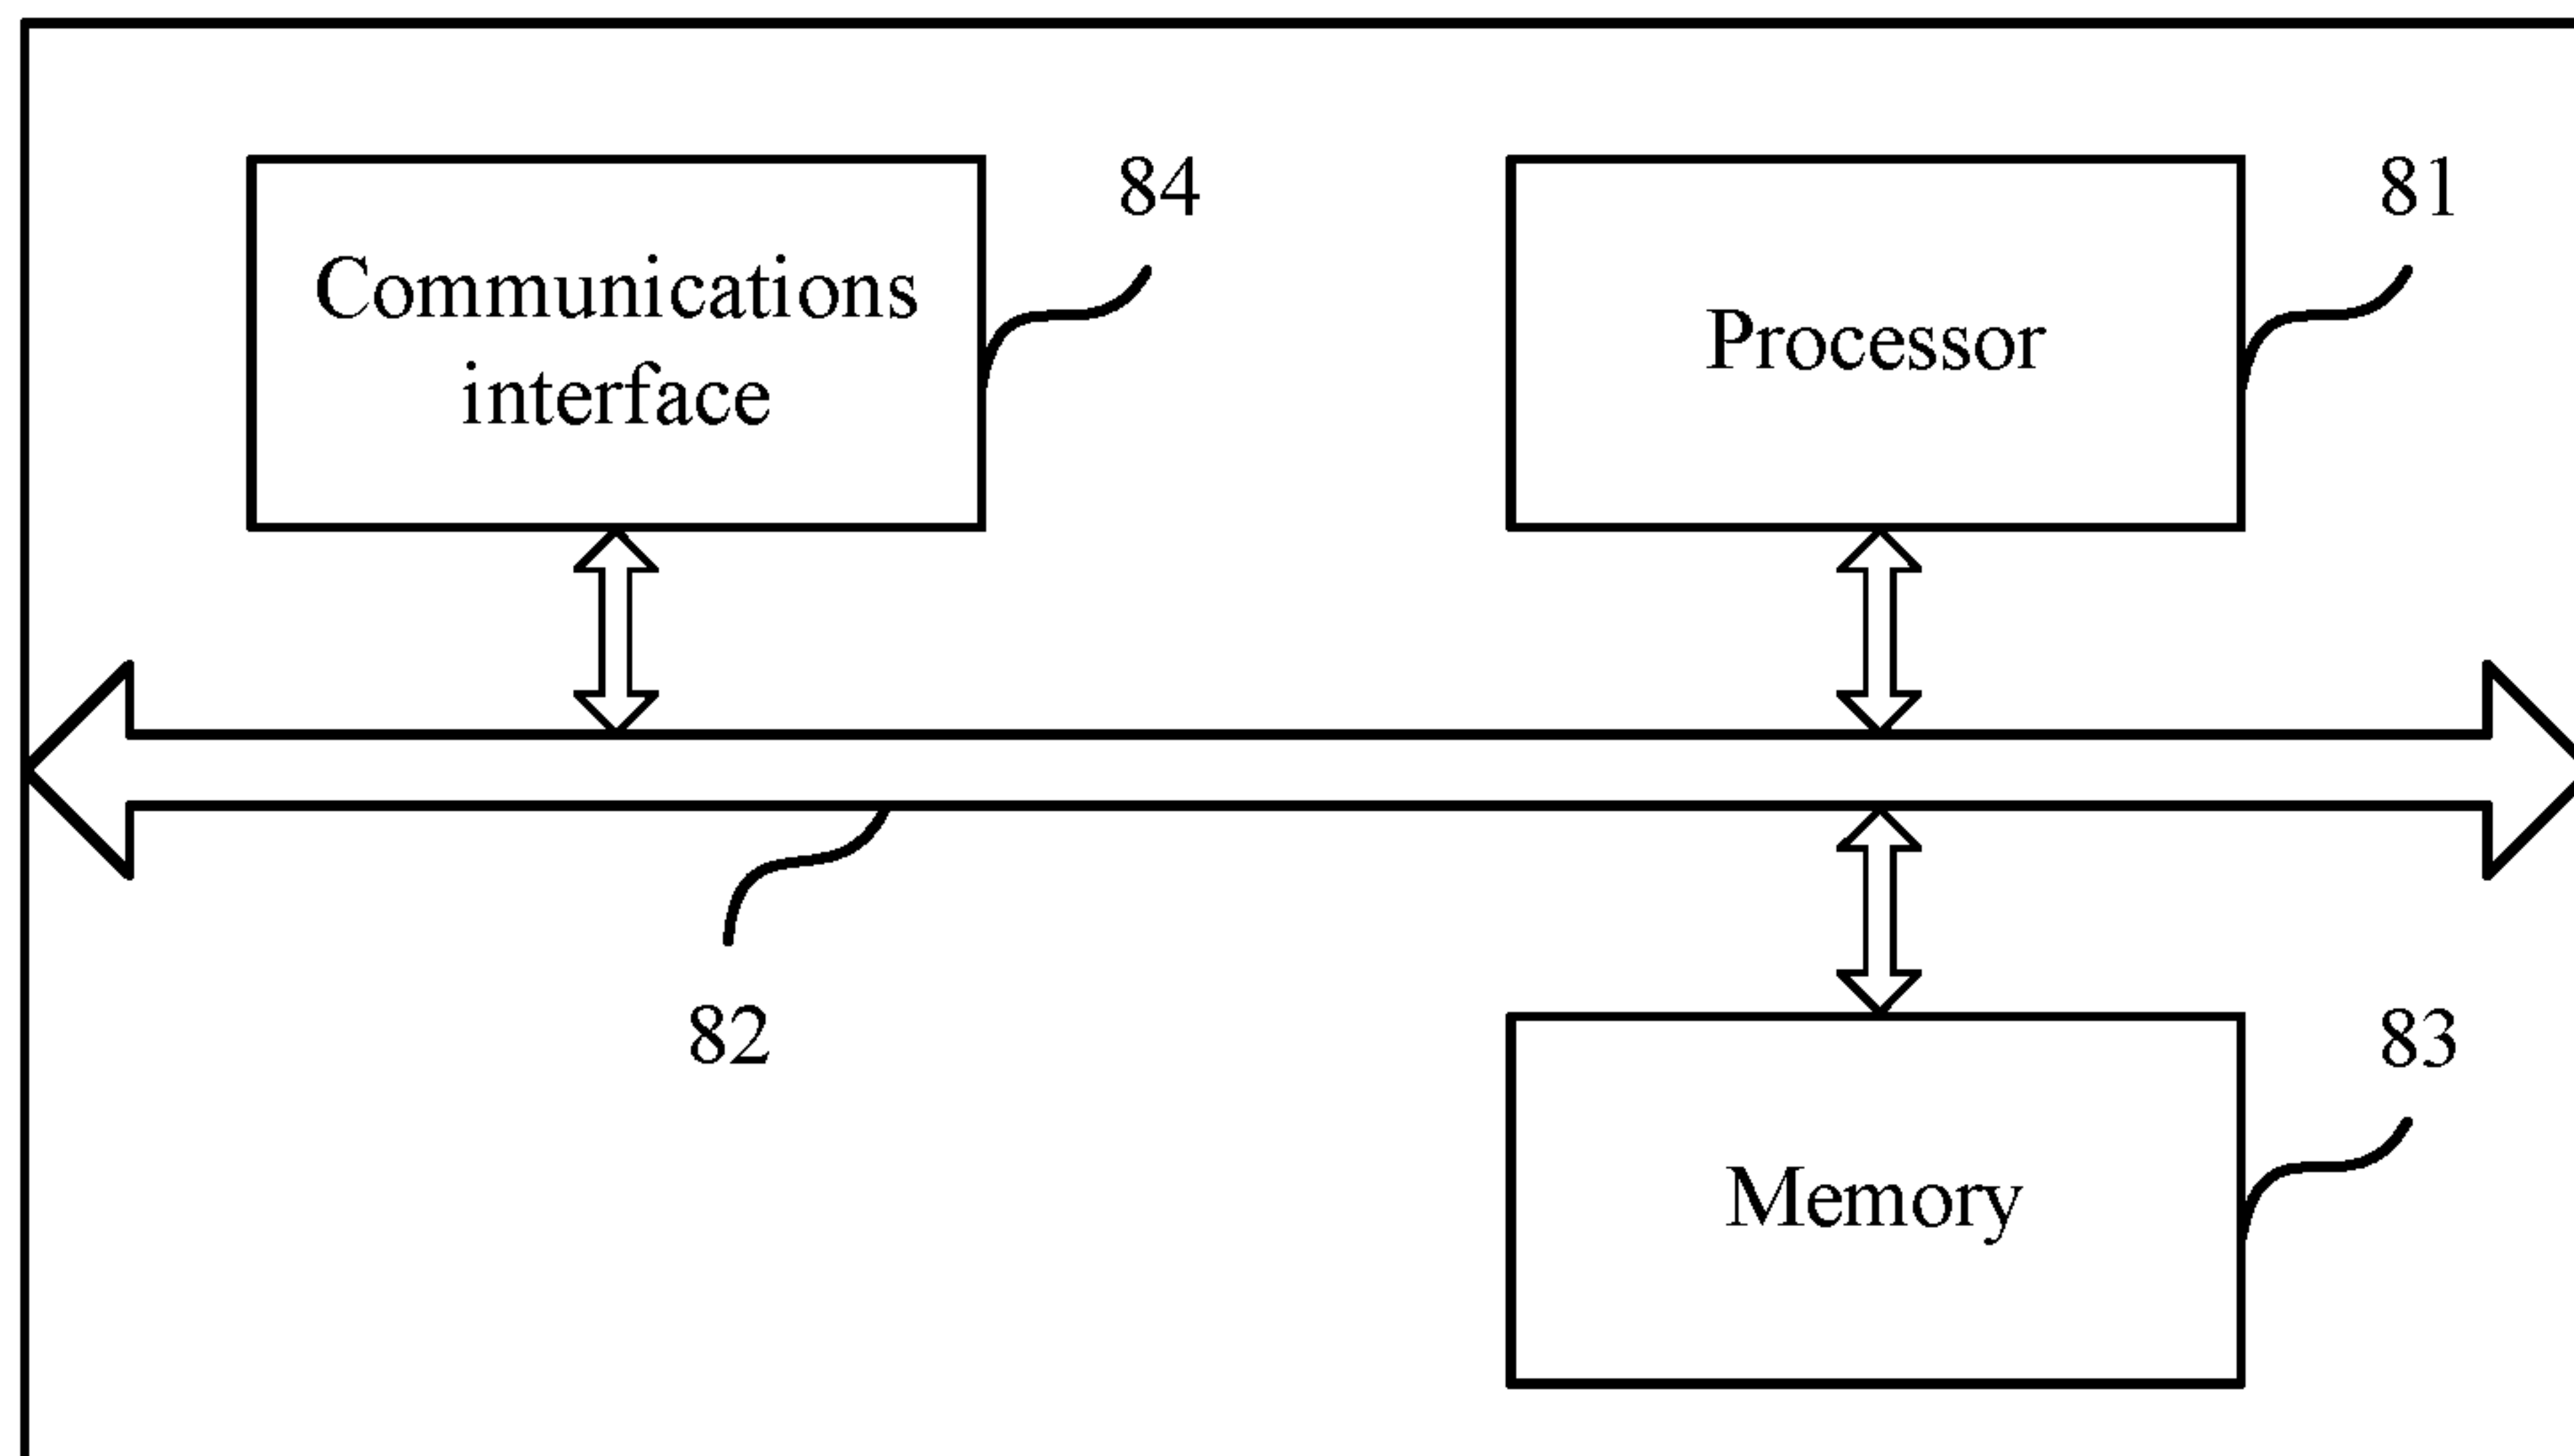 84
81
Communications
interface
Processor
82
83
Memory